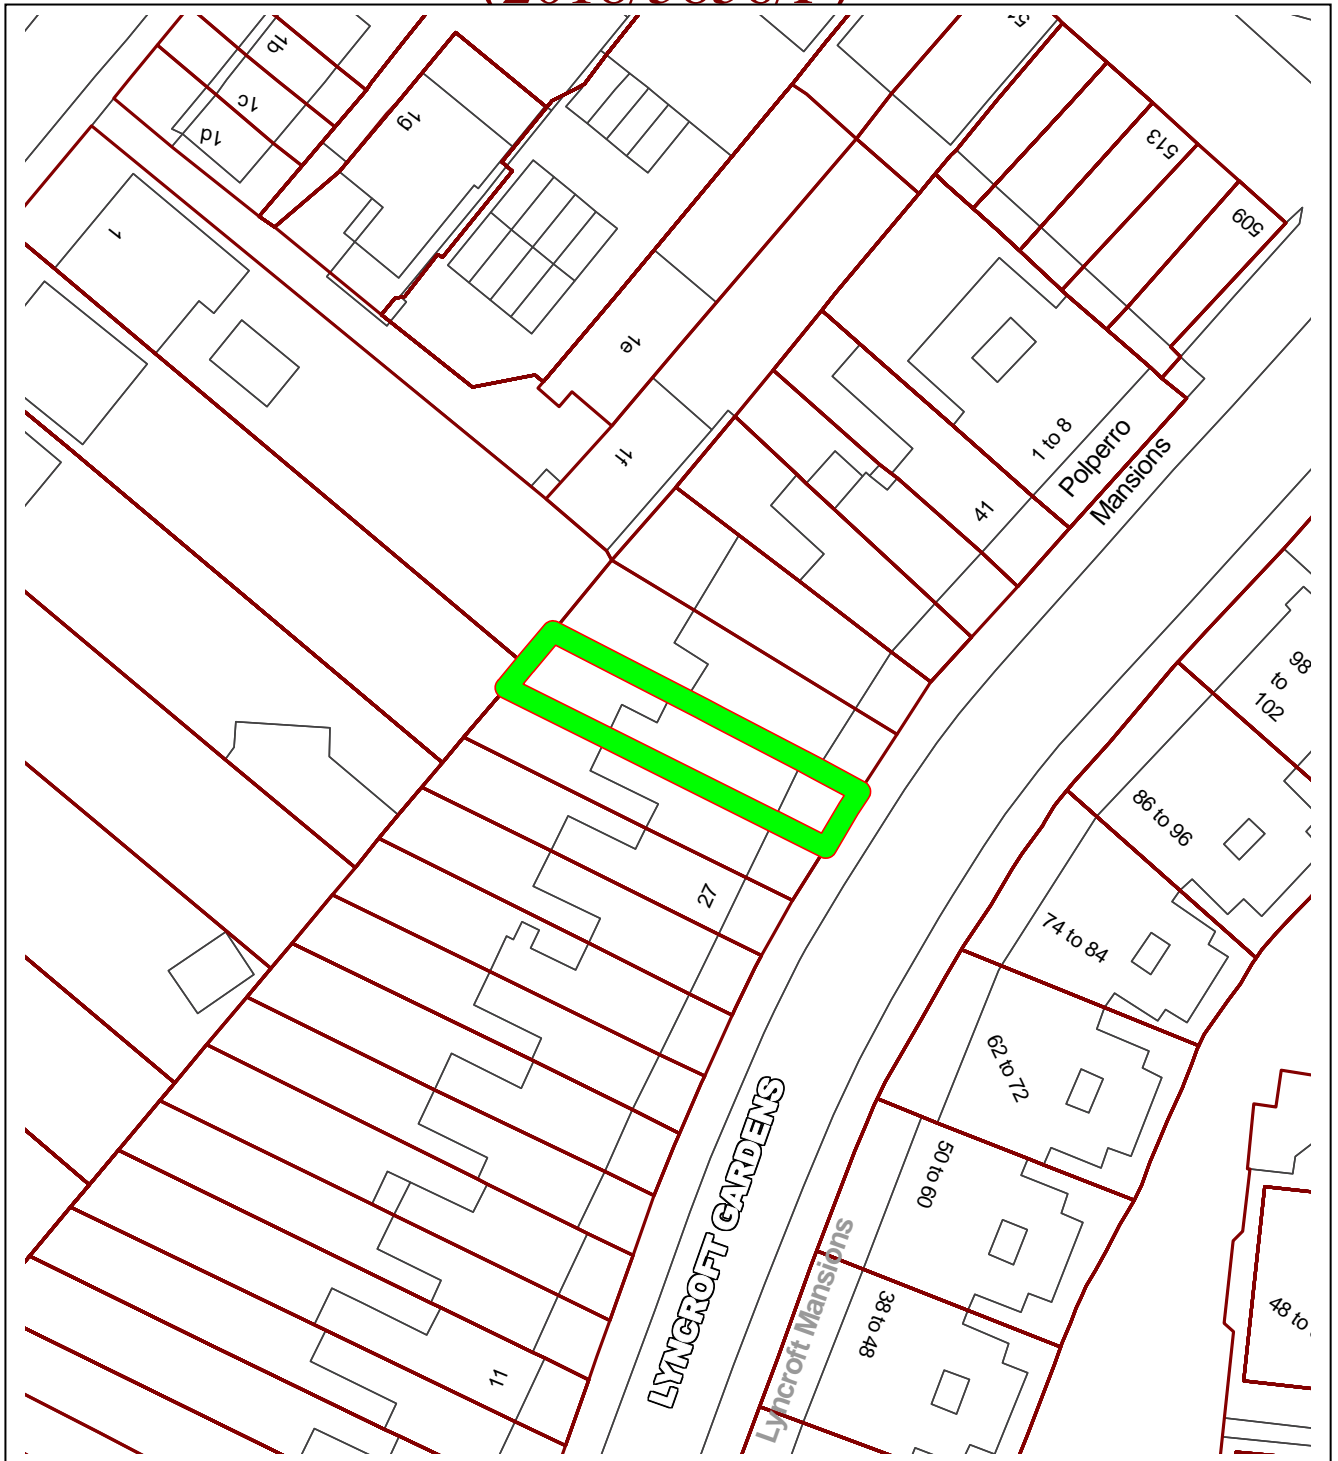 1b
1c
1d
1g
1
513
509
1e
1f
1 to 8
Polperro
Mansions
41
98
to
102
86 to 96
27
74 to 84
62 to 72
LYNCROFT GARDENS
50 to 60
Lyncroft Mansions
38 to 48
48 to
11